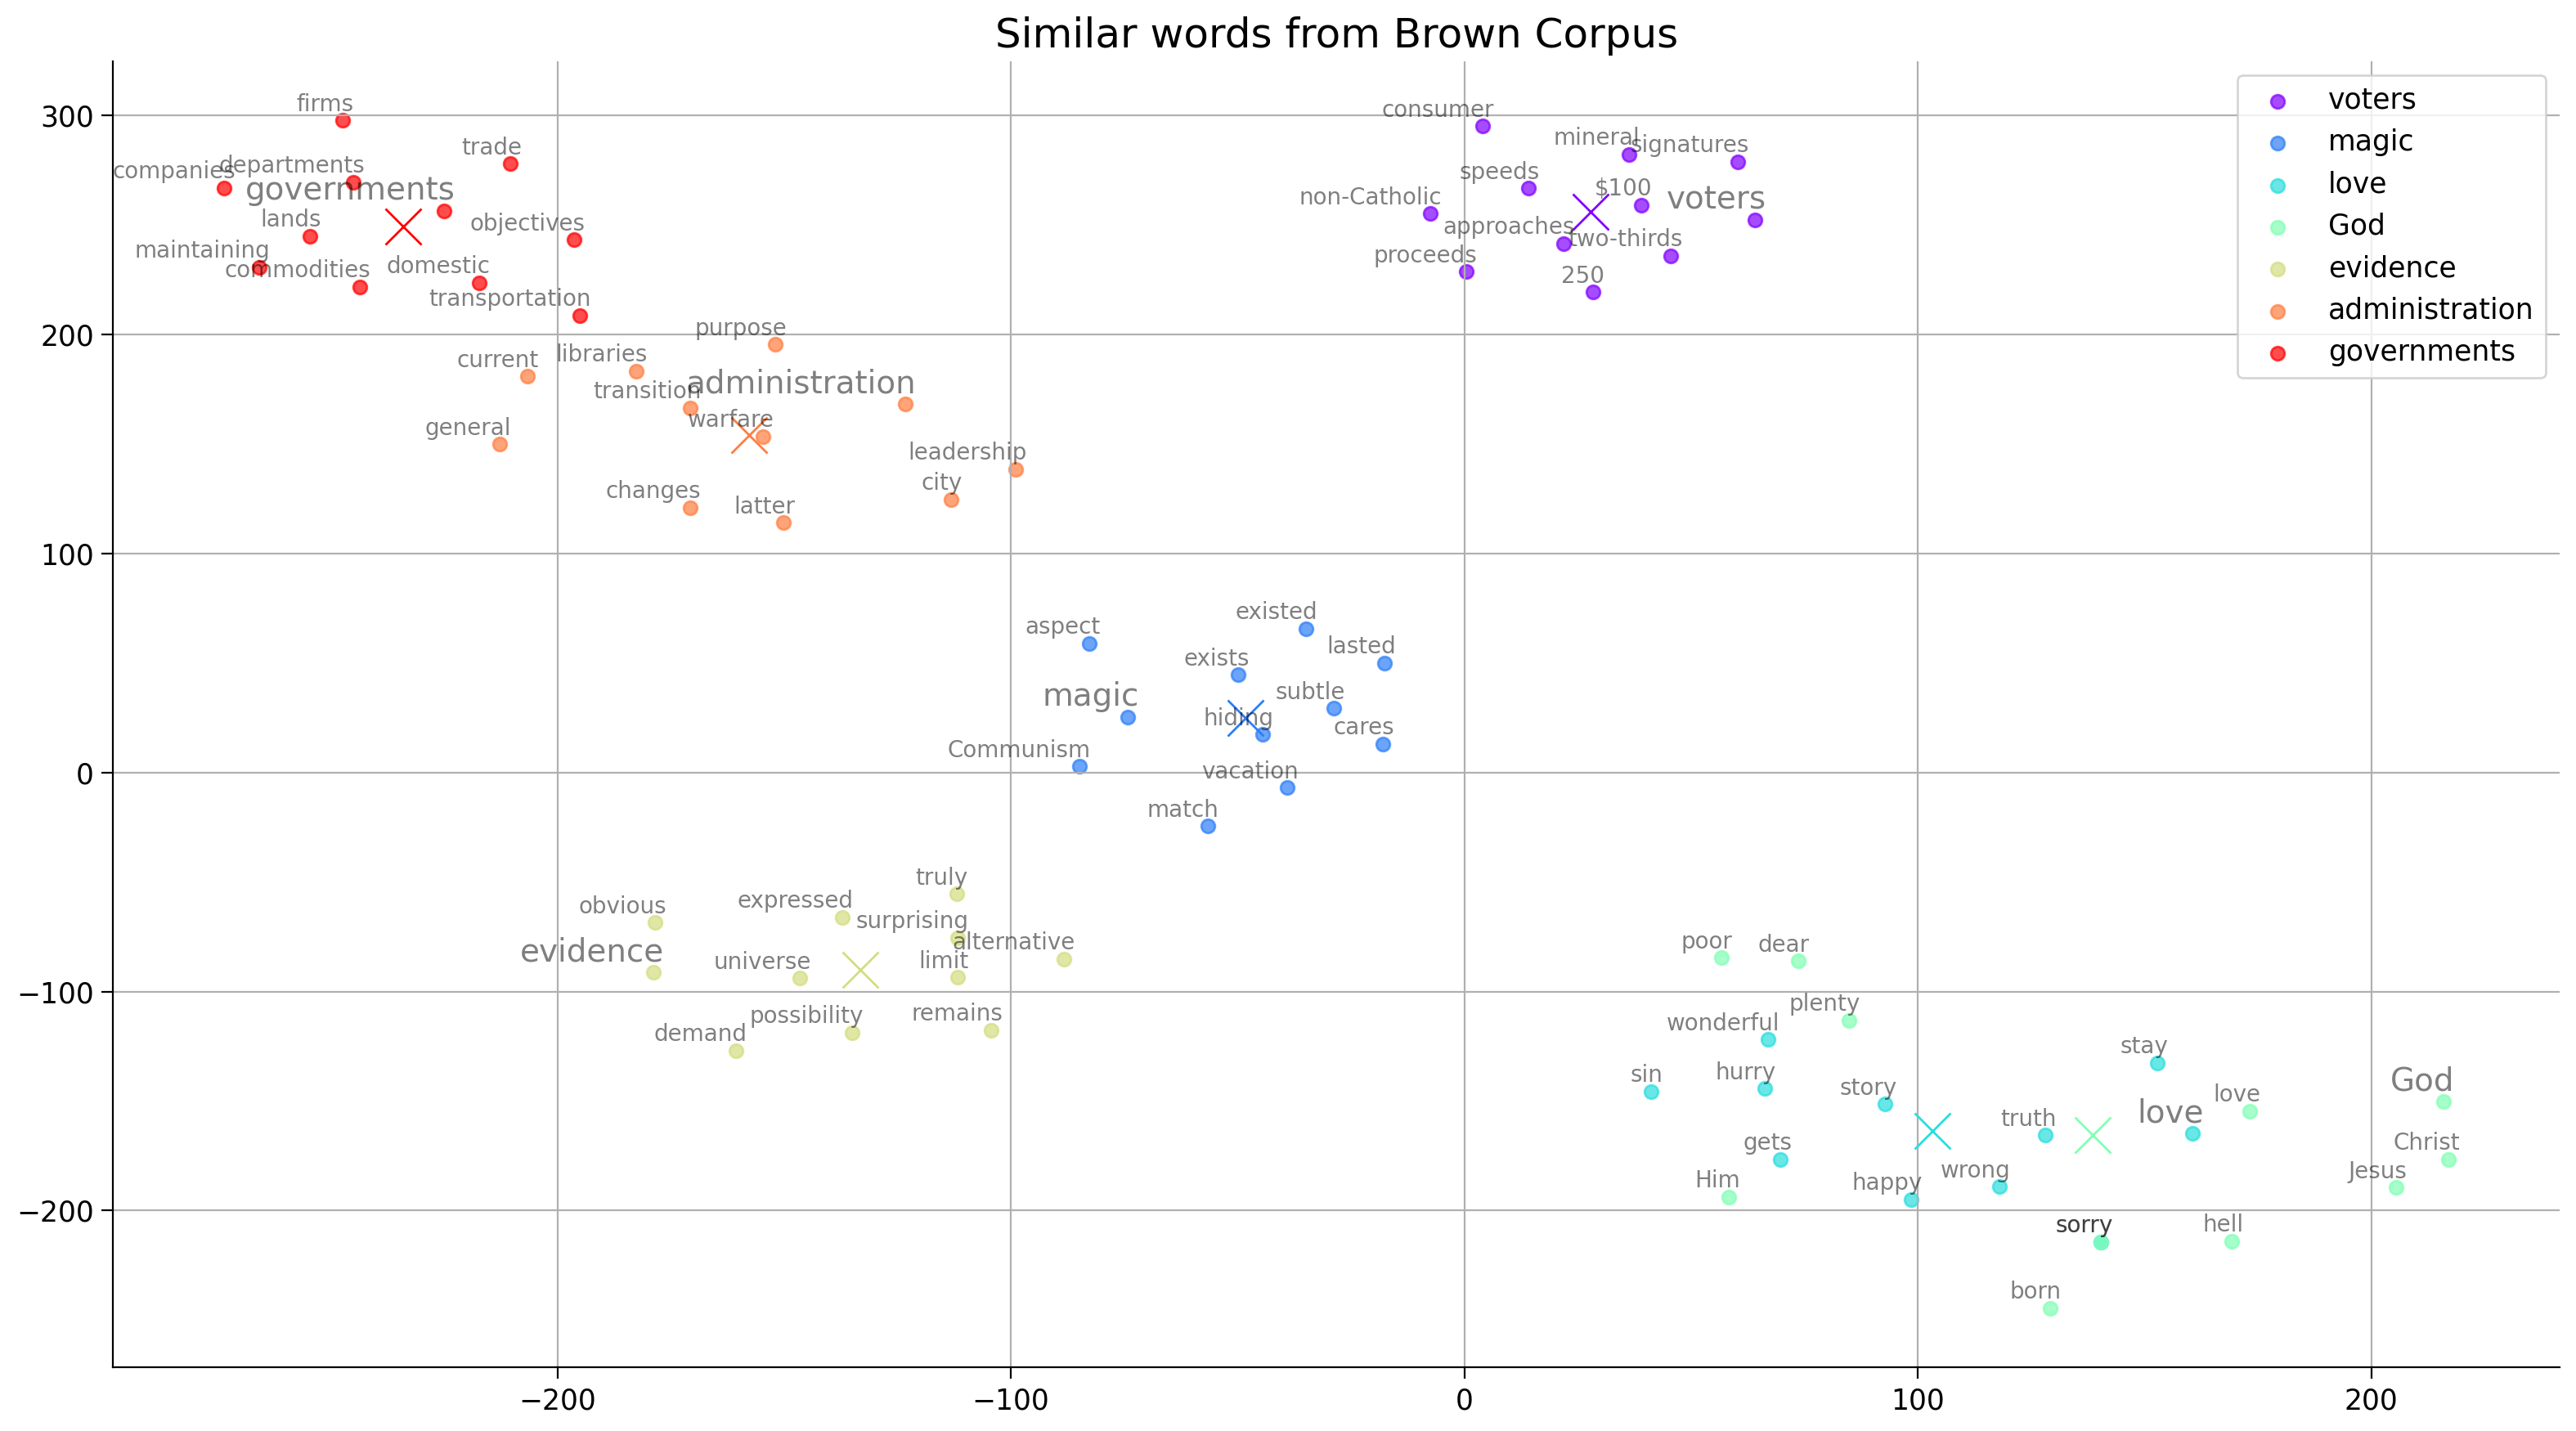 Similar words from Brown Corpus
300
200
100
0
−100
−200
−200
−100
0
100
200
voters
magic
love
God
evidence
administration
governments
firms
trade
departments
companies
governments
lands
objectives
maintaining
commodities
domestic
transportation
consumer
mineral
signatures
speeds
$100
non-Catholic
voters
approaches
two-thirds
proceeds
250
purpose
libraries
current
administration
transition
warfare
general
leadership
city
changes
latter
existed
aspect
lasted
exists
magic
subtle
hiding
cares
Communism
vacation
match
truly
expressed
obvious
surprising
alternative
evidence
universe
limit
possibility
remains
demand
poor
dear
plenty
wonderful
stay
sin
hurry
story
God
love
love
truth
gets
Christ
Him
happy
wrong
Jesus
sorry
hell
born